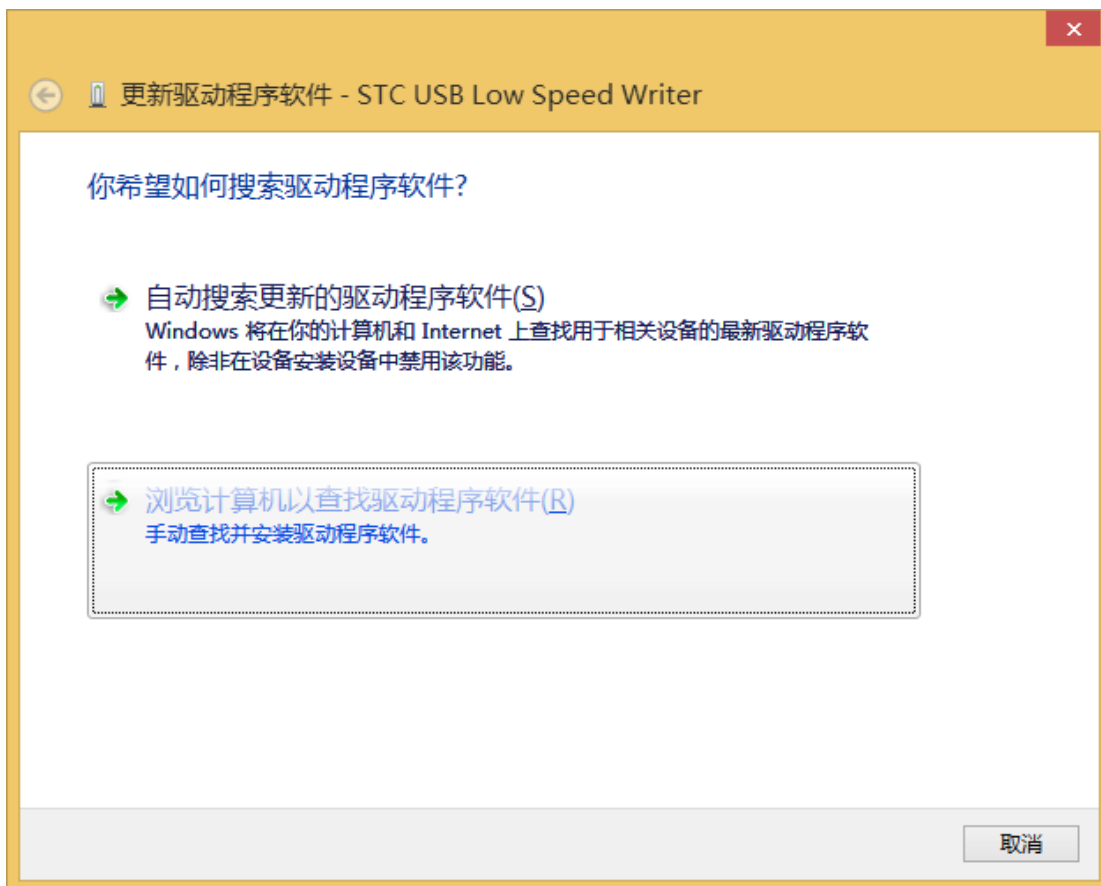 更新驱动程序软件 - STC USB Low Speed Writer
你希望如何搜索驱动程序软件?
自动搜索更新的驱动程序软件(S)
Windows 将在你的计算机和 Internet 上查找用于相关设备的最新驱动程序软
件，除非在设备安装设备中禁用该功能。
浏览计算机以查找驱动程序软件(R)
手动查找并安装驱动程序软件。
取消